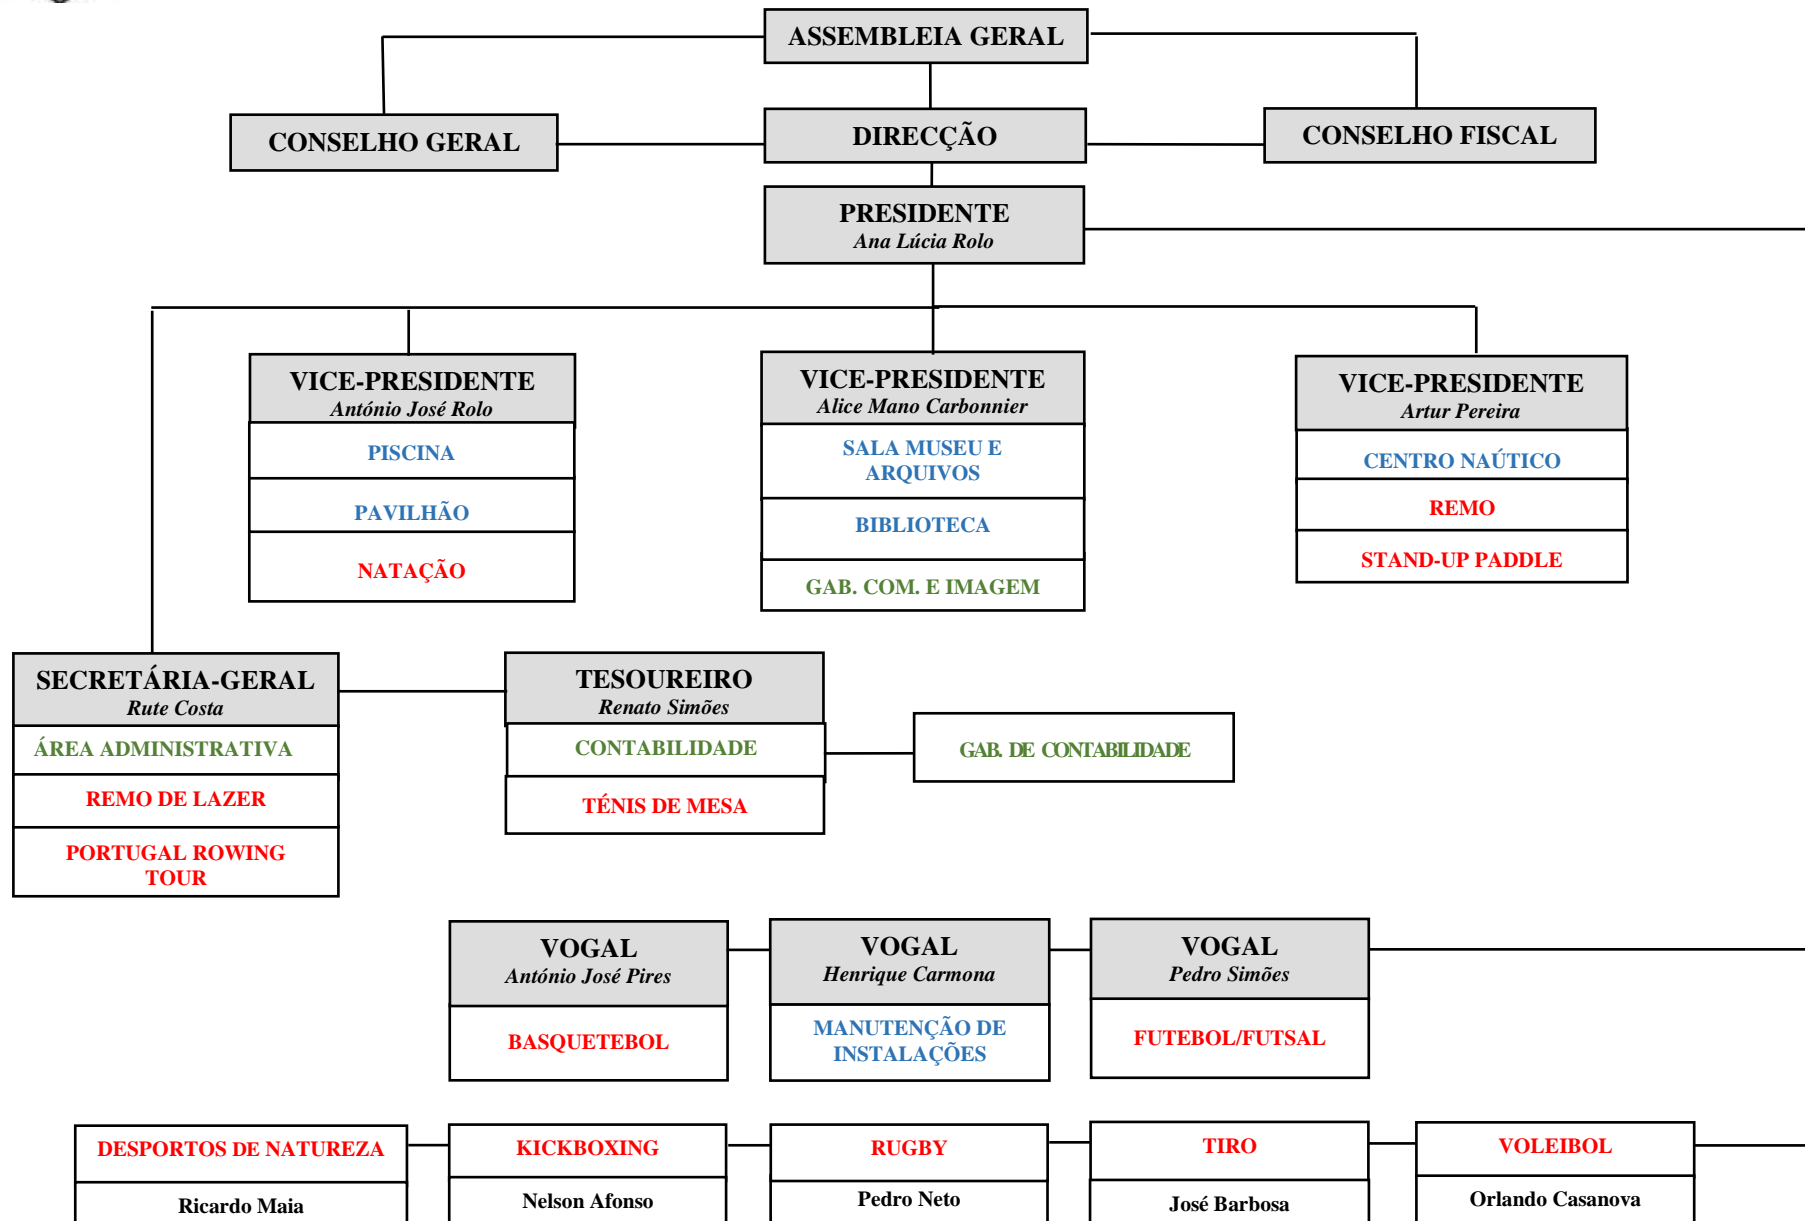 ASSEMBLEIA GERAL
CONSELHO GERAL
DIRECÇÃO
CONSELHO FISCAL
PRESIDENTE
Ana Lúcia Rolo
VICE-PRESIDENTE
António José Rolo
PISCINA
PAVILHÃO
NATAÇÃO
VICE-PRESIDENTE
Alice Mano Carbonnier
SALA MUSEU E
ARQUIVOS
BIBLIOTECA
GAB. COM. E IMAGEM
VICE-PRESIDENTE
Artur Pereira
CENTRO NAÚTICO
REMO
STAND-UP PADDLE
SECRETÁRIA-GERAL
Rute Costa
ÁREA ADMINISTRATIVA
REMO DE LAZER
PORTUGAL ROWING
TOUR
TESOUREIRO
Renato Simões
CONTABILIDADE
TÉNIS DE MESA
GAB. DE CONTABILIDADE
VOGAL
António José Pires
BASQUETEBOL
VOGAL
Henrique Carmona
MANUTENÇÃO DE
INSTALAÇÕES
VOGAL
Pedro Simões
FUTEBOL/FUTSAL
DESPORTOS DE NATUREZA
Ricardo Maia
KICKBOXING
Nelson Afonso
RUGBY
Pedro Neto
TIRO
José Barbosa
VOLEIBOL
Orlando Casanova